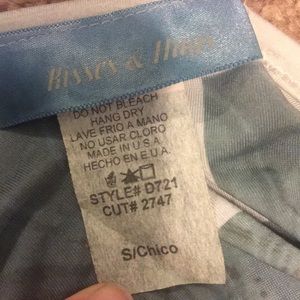 Kisses & Hugs
DO NOT BLEACH
HANG DRY
LAVE FRIO A MANO
NO USAR CLORO
MADE IN U.S.A.
HECHO EN E.U.A.
STYLE# D721
CUT# 2747
S/Chico